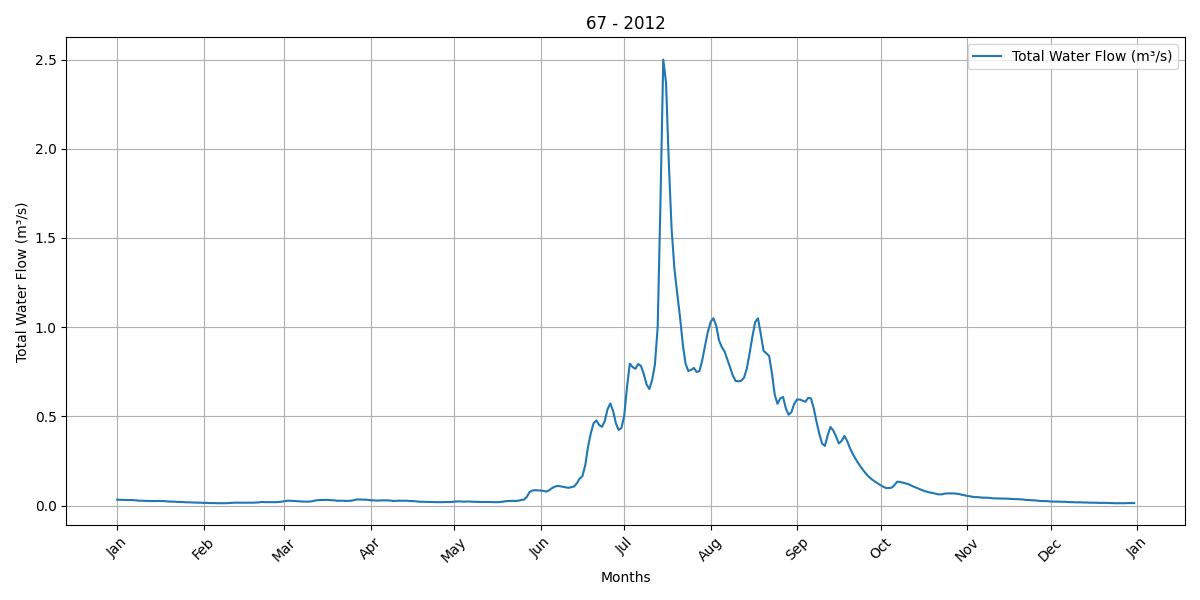 67 - 2012
Total Water Flow (m³/s)
2.5
2.0
1.5
1.0
0.5
0.0
Total Water Flow (m³/s)
Jan
Feb
Mar
Apr
May
Jun
Jul
Aug
Sep
Oct
Nov
Dec
Jan
Months